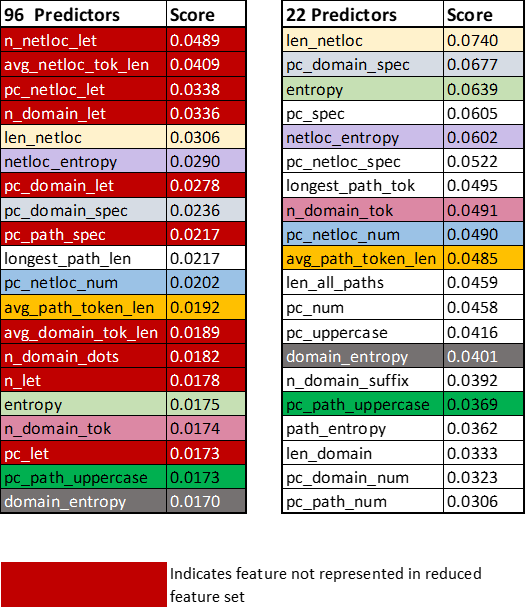 96  Predictors Score
n_netloc_let 0.0489
avg_netloc_tok_len 0.0409
pc_netloc_let 0.0338
n_domain_let 0.0336
len_netloc 0.0306
netloc_entropy 0.0290
pc_domain_let 0.0278
pc_domain_spec 0.0236
pc_path_spec 0.0217
longest_path_len 0.0217
pc_netloc_num 0.0202
avg_path_token_len 0.0192
avg_domain_tok_len 0.0189
n_domain_dots 0.0182
n_let 0.0178
entropy 0.0175
n_domain_tok 0.0174
pc_let 0.0173
pc_path_uppercase 0.0173
domain_entropy 0.0170
22 Predictors Score
len_netloc 0.0740
pc_domain_spec 0.0677
entropy 0.0639
pc_spec 0.0605
netloc_entropy 0.0602
pc_netloc_spec 0.0522
longest_path_tok 0.0495
n_domain_tok 0.0491
pc_netloc_num 0.0490
avg_path_token_len 0.0485
len_all_paths 0.0459
pc_num 0.0458
pc_uppercase 0.0416
domain_entropy 0.0401
n_domain_suffix 0.0392
pc_path_uppercase 0.0369
path_entropy 0.0362
len_domain 0.0333
pc_domain_num 0.0323
pc_path_num 0.0306
Indicates feature not represented in reduced
feature set